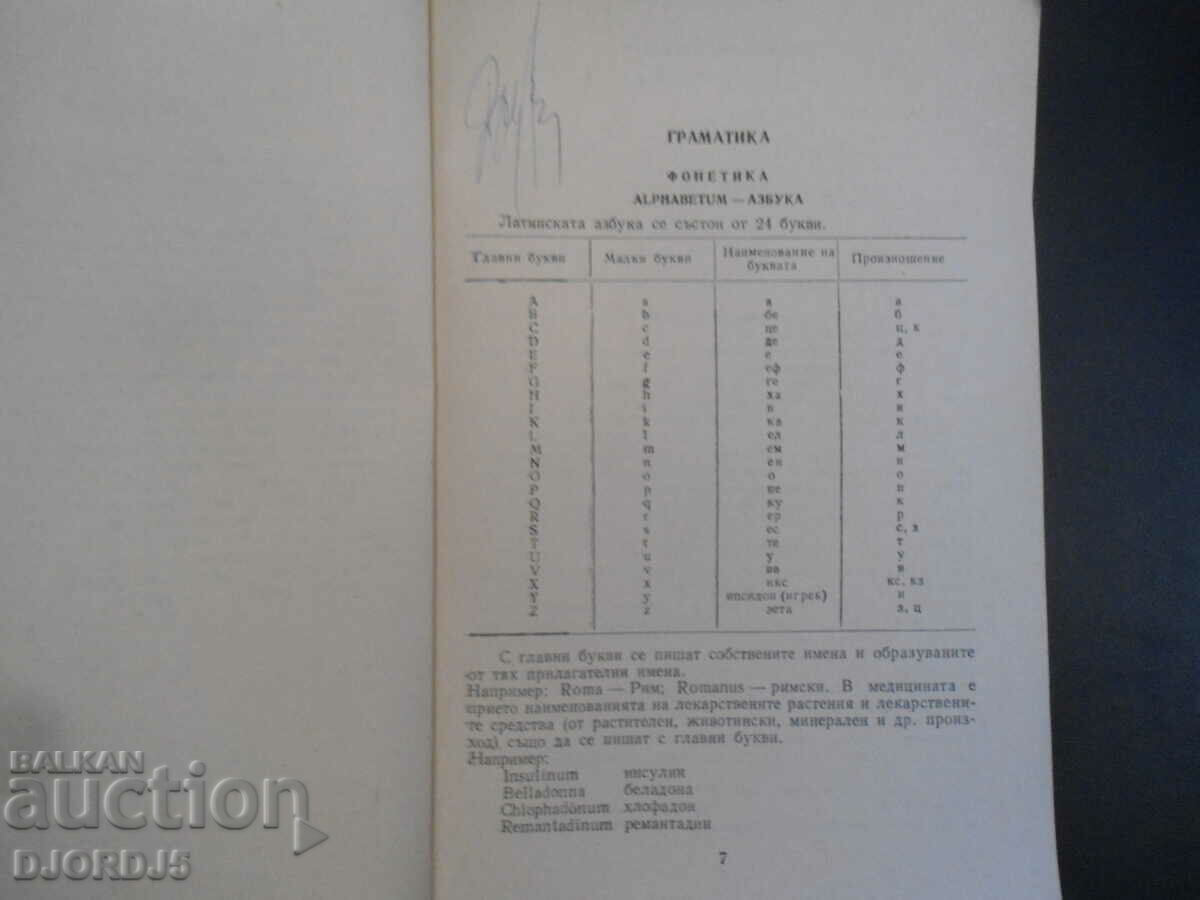 ГРАМАТИКА
ФОНЕТИКА
ALPHABETUM — АЗБУКА
Латинската азбука се състои от 24 букви.
Главни букви Малки букви Наименование на буквата Произношение
A a а а
B b бе б
C c це ц, к
D d де д
E e е е
F f еф ф
G g ге г
H h ха х
I i и и
K k ка к
L l ел л
M m ем м
N n ен н
O o о о
P p пе п
Q q ку к
R r ер р
S s ес с, з
T t те т
U u у у
V v ве в
X x икс кс, кз
Y y ипсилон (игрек) и
Z z зета з, ц
С главни букви се пишат собствените имена и образуваните
от тях прилагателни имена.
Например: Roma — Рим; Romanus — римски. В медицината е
прието наименованията на лекарствените растения и лекарствени-
те средства (от растителен, животински, минерален и др. произ-
ход) също да се пишат с главни букви.
Например:
Insulinum инсулин
Belladonna беладона
Chlophadonum хлофадон
Remantadinum ремантадин
7
BALKAN
auction
DJORDJ5